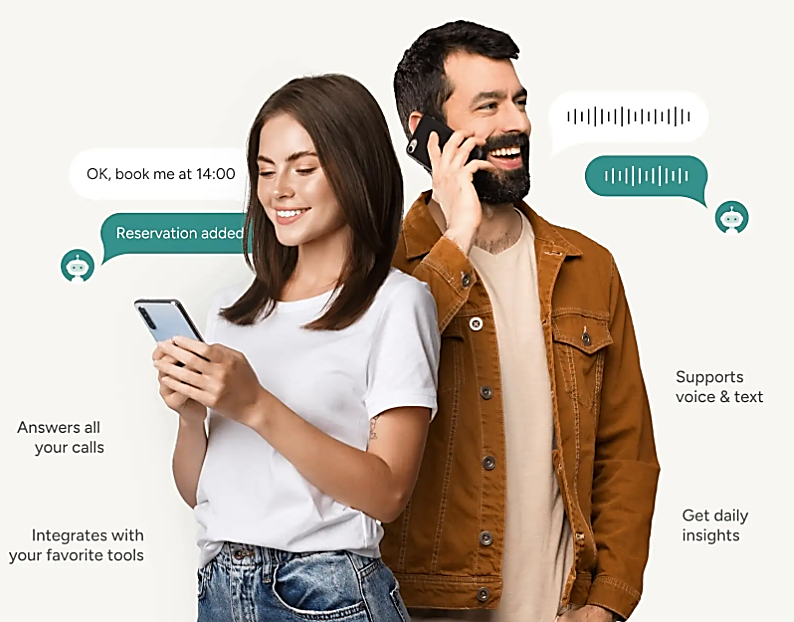 OK, book me at 14:00
Reservation added
Answers all
your calls
Integrates with
your favorite tools
Supports
voice & text
Get daily
insights